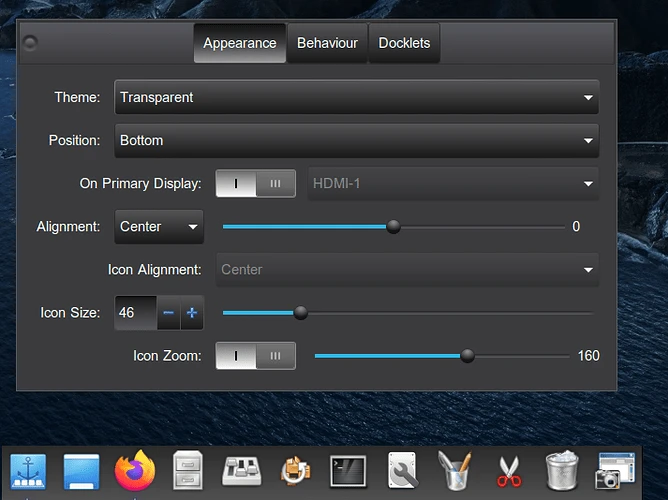 Appearance
Behaviour
Docklets
Theme: Transparent
Position: Bottom
On Primary Display: HDMI-1
Alignment: Center 0
Icon Alignment: Center
Icon Size: 46
Icon Zoom: 160